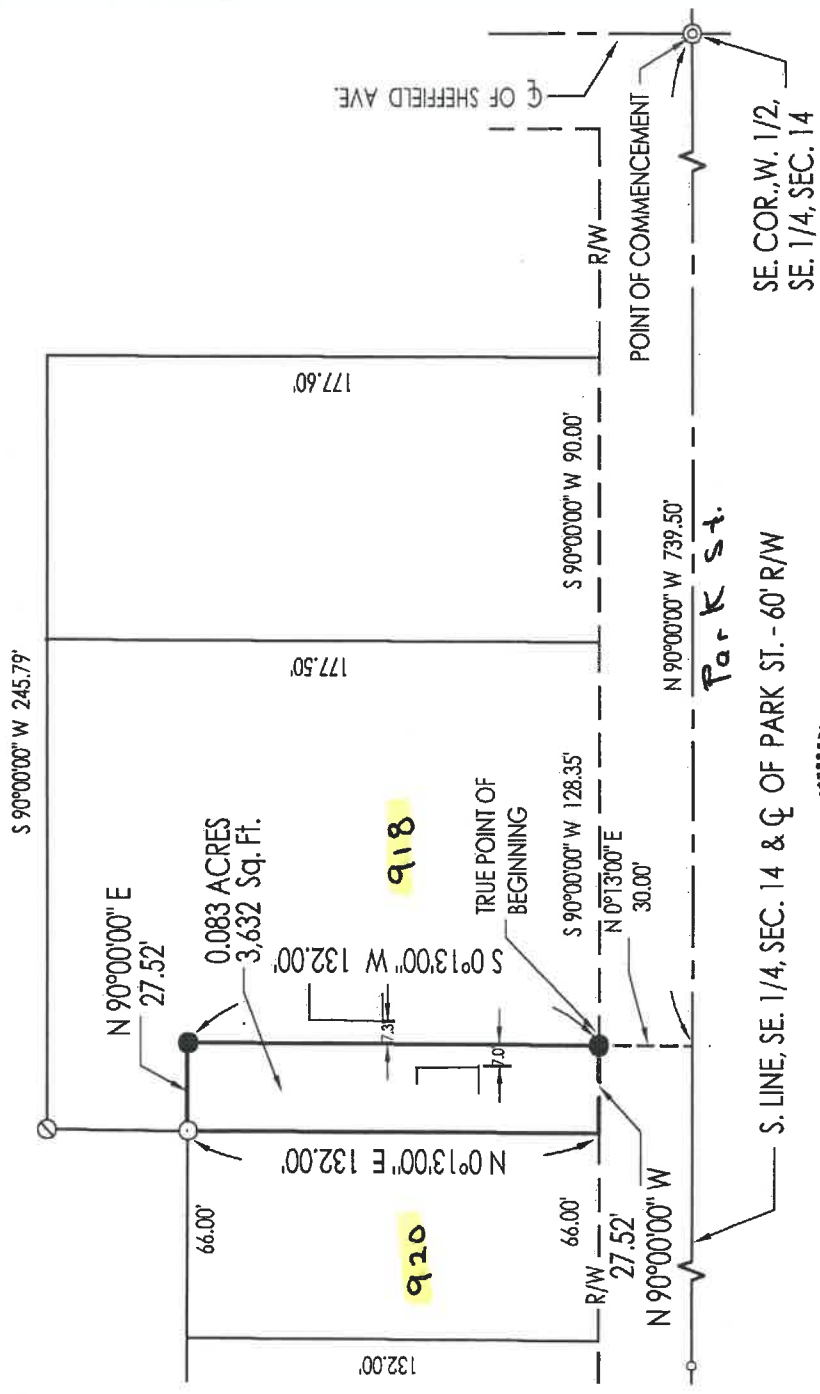 S 90°00'00" W 245.79'
N 90°00'00" E
27.52'
0.083 ACRES
3,632 Sq. Ft.
℄ OF SHEFFIELD AVE.
177.60'
177.50'
66.00'
N 0°13'00" E 132.00'
S 0°13'00" W 132.00'
7.3'
7.0'
918
920
132.00'
66.00'
TRUE POINT OF
BEGINNING
S 90°00'00" W 128.35'
S 90°00'00" W 90.00'
R/W
R/W
27.52'
N 90°00'00" W
N 0°13'00" E
30.00'
POINT OF COMMENCEMENT
N 90°00'00" W 739.50'
Park St.
S. LINE, SE. 1/4, SEC. 14 & ℄ OF PARK ST. - 60' R/W
SE. COR., W. 1/2,
SE. 1/4, SEC. 14